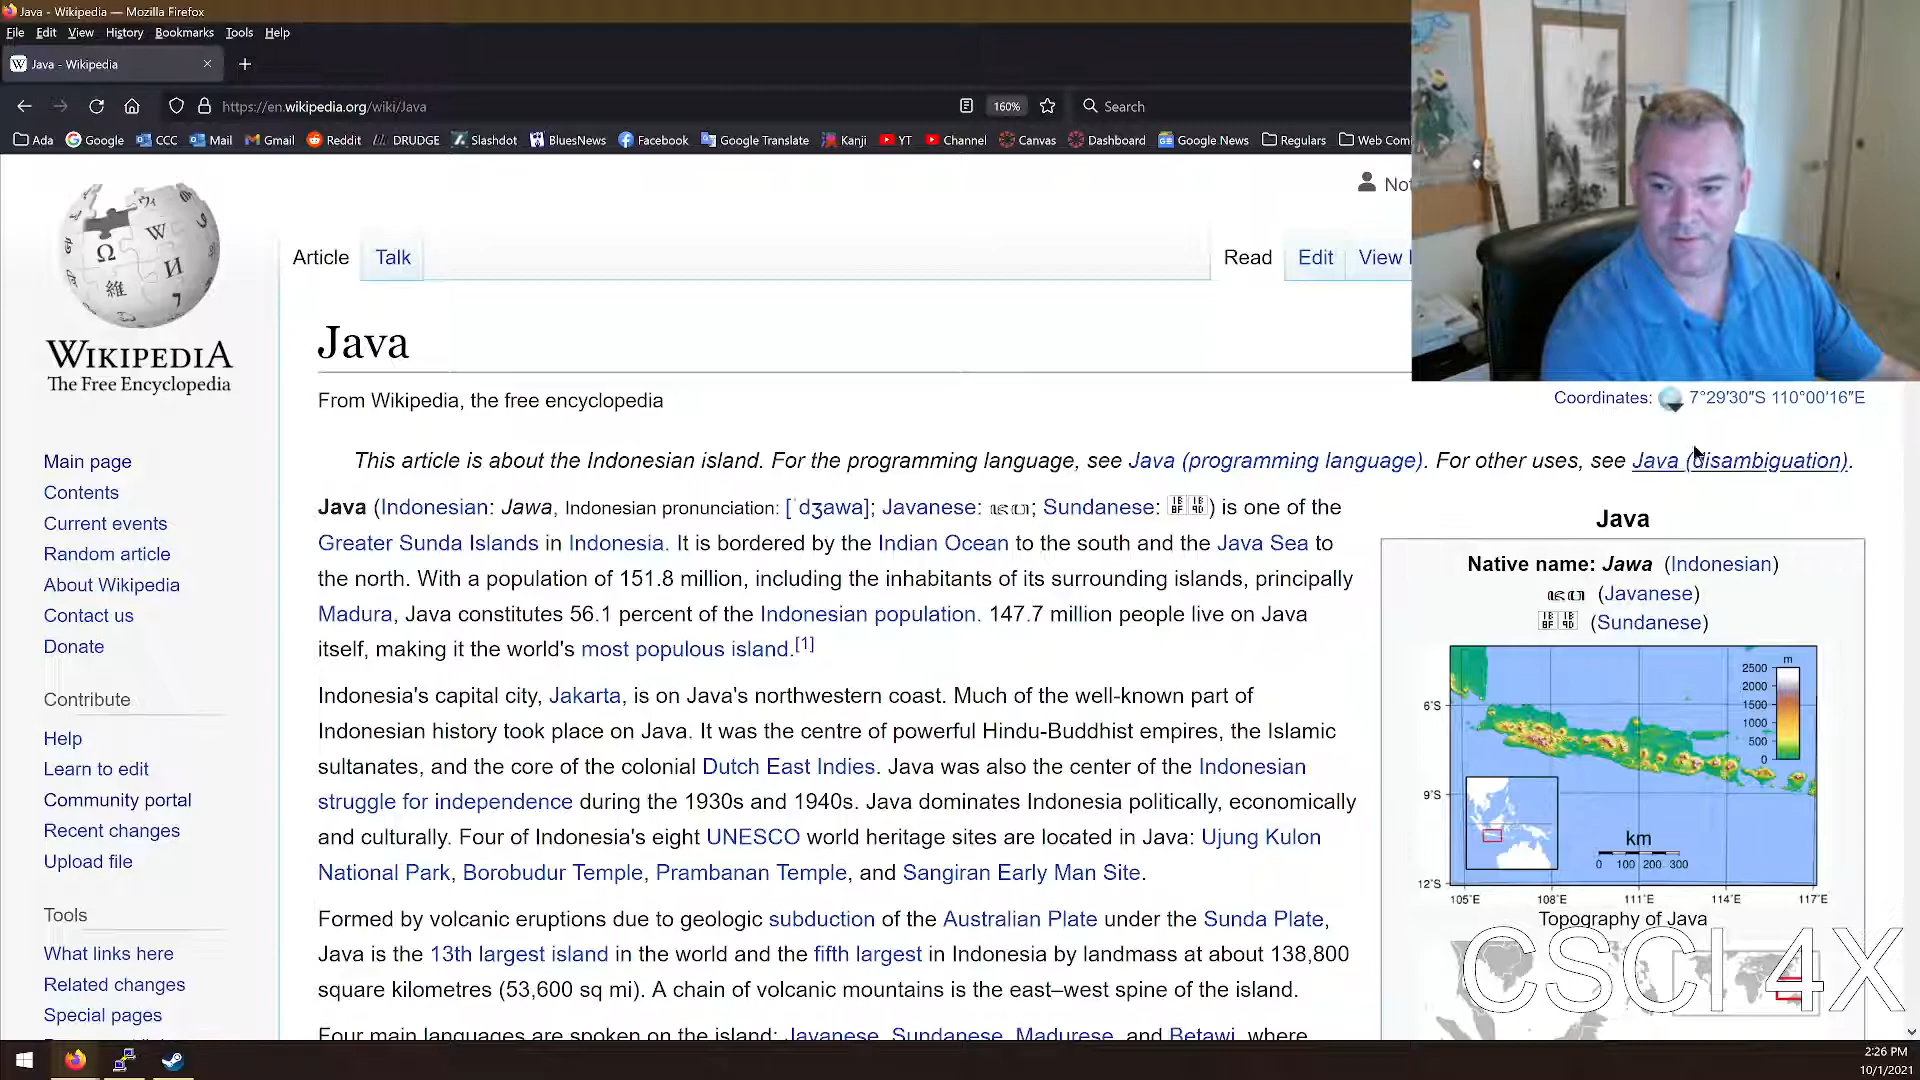 Java - Wikipedia — Mozilla Firefox
File Edit View History Bookmarks Tools Help
Java - Wikipedia
https://en.wikipedia.org/wiki/Java
160%
Search
Ada Google CCC Mail Gmail Reddit DRUDGE Slashdot BluesNews Facebook Google Translate Kanji YT Channel Canvas Dashboard Google News Regulars Web Com
Not
Article Talk
Read Edit View
WIKIPEDIA
The Free Encyclopedia
Main page
Contents
Current events
Random article
About Wikipedia
Contact us
Donate
Contribute
Help
Learn to edit
Community portal
Recent changes
Upload file
Tools
What links here
Related changes
Special pages
Java
From Wikipedia, the free encyclopedia
Coordinates: 7°29′30″S 110°00′16″E
This article is about the Indonesian island. For the programming language, see Java (programming language). For other uses, see Java (disambiguation).
Java (Indonesian: Jawa, Indonesian pronunciation: [ˈdʒawa]; Javanese: ; Sundanese: ) is one of the
Greater Sunda Islands in Indonesia. It is bordered by the Indian Ocean to the south and the Java Sea to
the north. With a population of 151.8 million, including the inhabitants of its surrounding islands, principally
Madura, Java constitutes 56.1 percent of the Indonesian population. 147.7 million people live on Java
itself, making it the world's most populous island.[1]
Indonesia's capital city, Jakarta, is on Java's northwestern coast. Much of the well-known part of
Indonesian history took place on Java. It was the centre of powerful Hindu-Buddhist empires, the Islamic
sultanates, and the core of the colonial Dutch East Indies. Java was also the center of the Indonesian
struggle for independence during the 1930s and 1940s. Java dominates Indonesia politically, economically
and culturally. Four of Indonesia's eight UNESCO world heritage sites are located in Java: Ujung Kulon
National Park, Borobudur Temple, Prambanan Temple, and Sangiran Early Man Site.
Formed by volcanic eruptions due to geologic subduction of the Australian Plate under the Sunda Plate,
Java is the 13th largest island in the world and the fifth largest in Indonesia by landmass at about 138,800
square kilometres (53,600 sq mi). A chain of volcanic mountains is the east–west spine of the island.
Four main languages are spoken on the island: Javanese, Sundanese, Madurese, and Betawi, where
Java
Native name: Jawa (Indonesian)
(Javanese)
(Sundanese)
m
2500
2000
1500
1000
500
0
6°S
9°S
12°S
km
0 100 200 300
105°E 108°E 111°E 114°E 117°E
Topography of Java
CSCI 4X
2:26 PM
10/1/2021